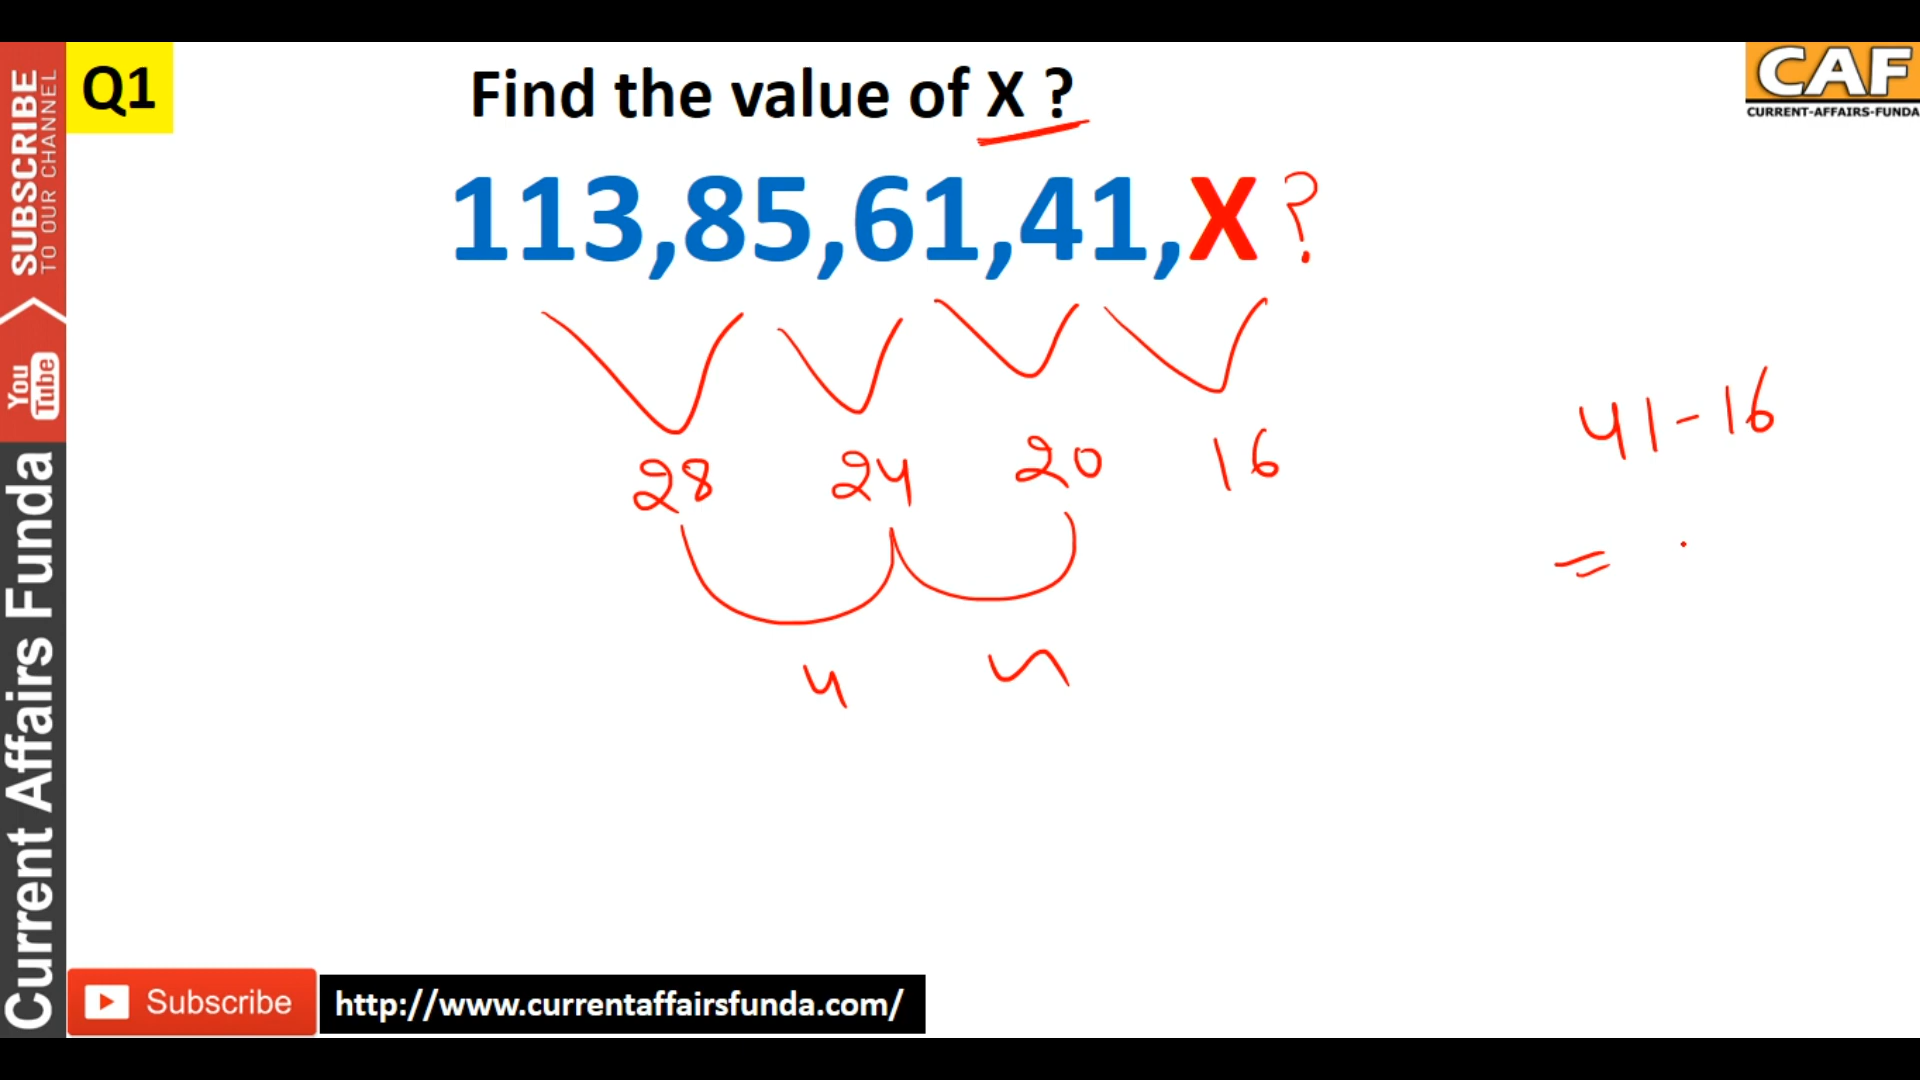 Q1
Find the value of X ?
CAF
CURRENT-AFFAIRS-FUNDA
113,85,61,41,X ?
28 24 20 16
4 4
41-16
=
SUBSCRIBE
TO OUR CHANNEL
You
Tube
Current Affairs Funda
Subscribe
http://www.currentaffairsfunda.com/